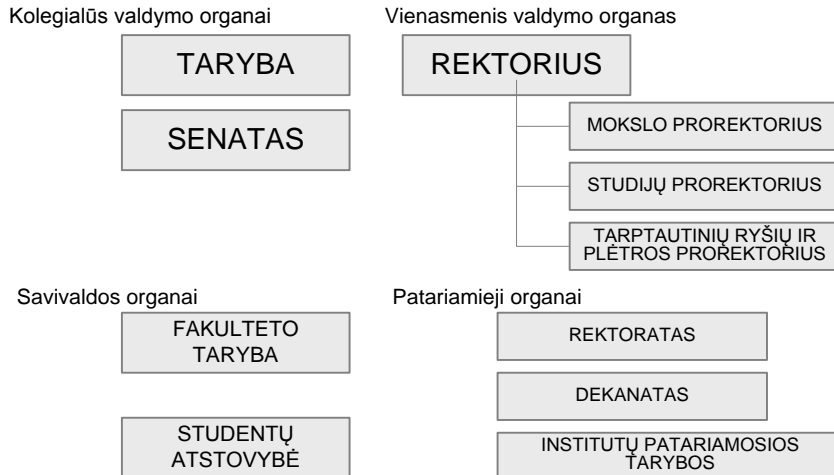 Kolegialūs valdymo organai
TARYBA
SENATAS
Vienasmenis valdymo organas
REKTORIUS
MOKSLO PROREKTORIUS
STUDIJŲ PROREKTORIUS
TARPTAUTINIŲ RYŠIŲ IR
PLĖTROS PROREKTORIUS
Savivaldos organai
FAKULTETO
TARYBA
STUDENTŲ
ATSTOVYBĖ
Patariamieji organai
REKTORATAS
DEKANATAS
INSTITUTŲ PATARIAMOSIOS
TARYBOS